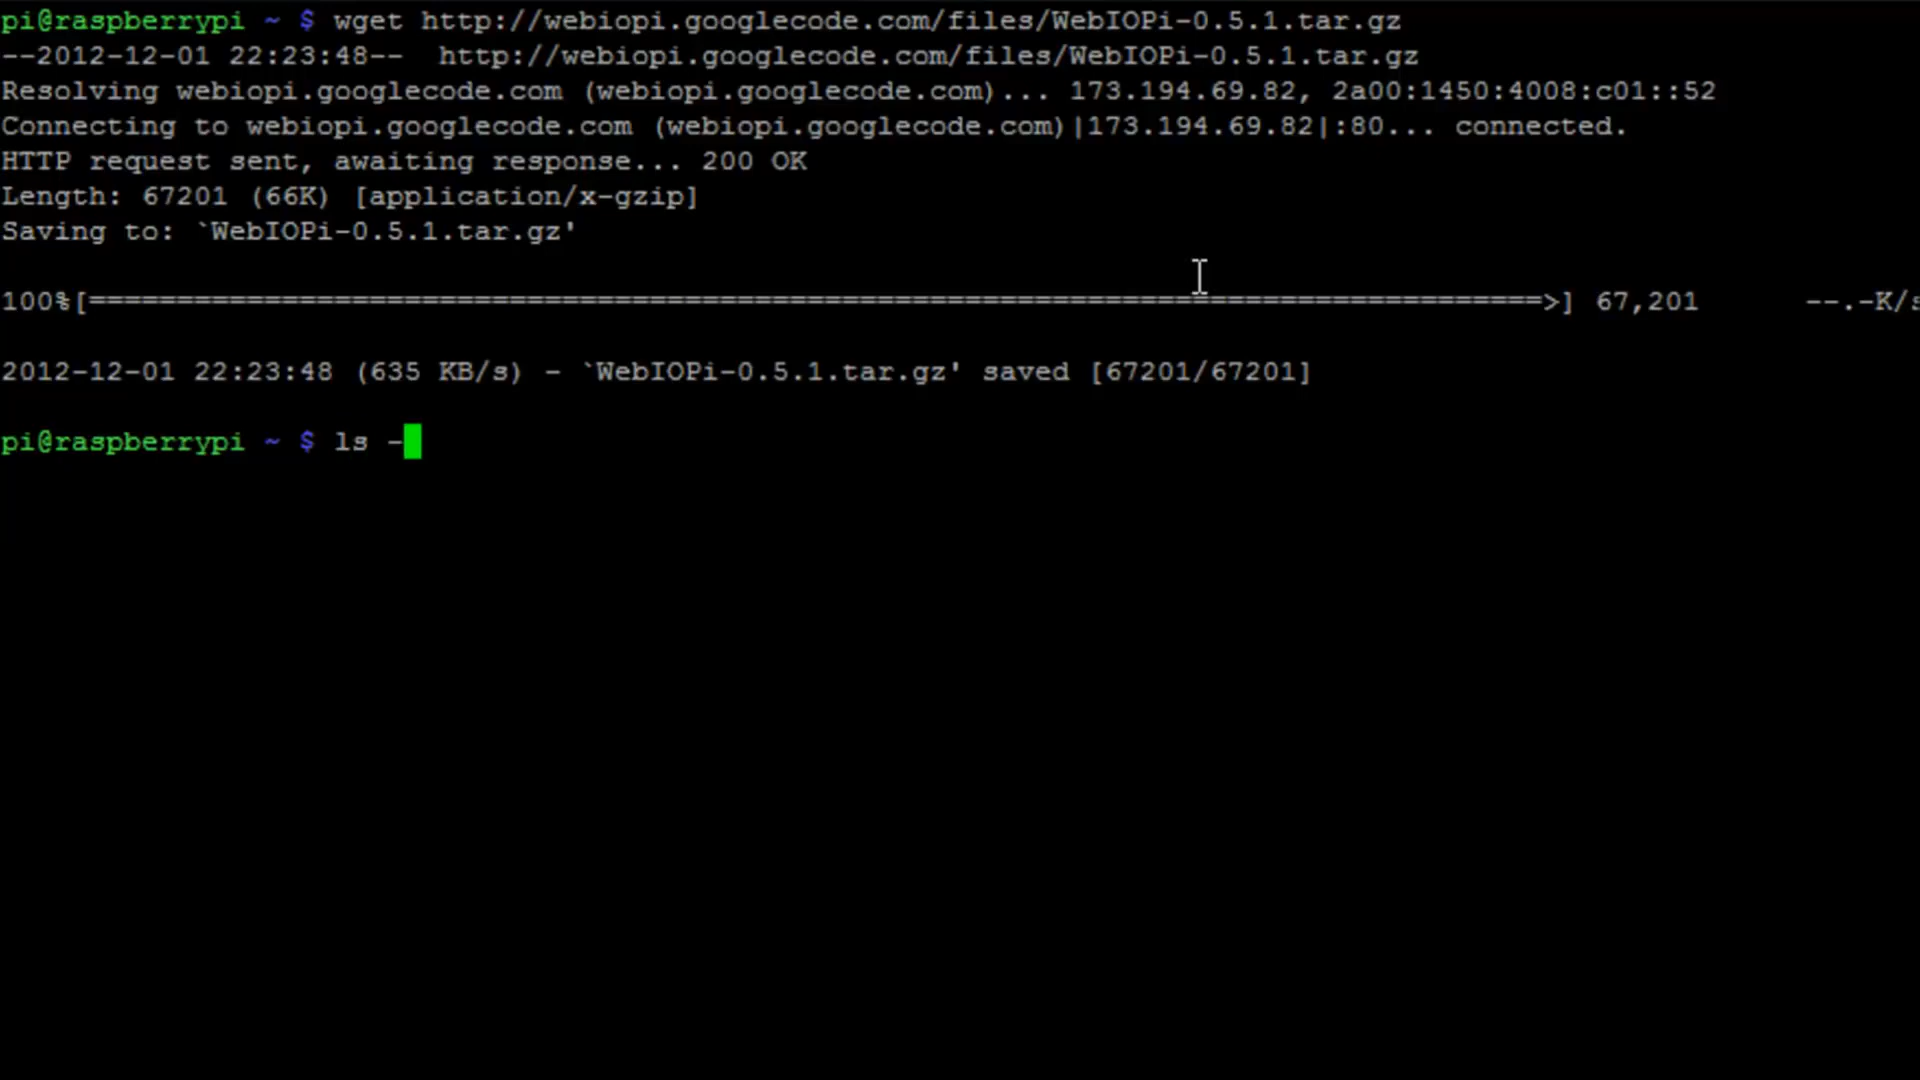 pi@raspberrypi ~ $ wget http://webiopi.googlecode.com/files/WebIOPi-0.5.1.tar.gz
--2012-12-01 22:23:48--  http://webiopi.googlecode.com/files/WebIOPi-0.5.1.tar.gz
Resolving webiopi.googlecode.com (webiopi.googlecode.com)... 173.194.69.82, 2a00:1450:4008:c01::52
Connecting to webiopi.googlecode.com (webiopi.googlecode.com)|173.194.69.82|:80... connected.
HTTP request sent, awaiting response... 200 OK
Length: 67201 (66K) [application/x-gzip]
Saving to: `WebIOPi-0.5.1.tar.gz'
100%[===================================================================================>] 67,201      --.-K/s
2012-12-01 22:23:48 (635 KB/s) - `WebIOPi-0.5.1.tar.gz' saved [67201/67201]
pi@raspberrypi ~ $ ls -